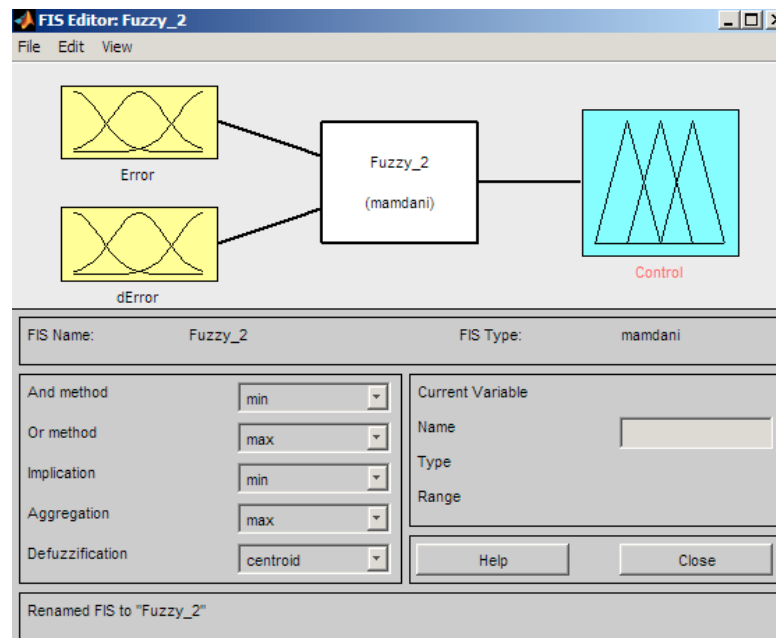 FIS Editor: Fuzzy_2
File Edit View
Error
dError
Fuzzy_2
(mamdani)
Control
FIS Name: Fuzzy_2 FIS Type: mamdani
And method min
Or method max
Implication min
Aggregation max
Defuzzification centroid
Current Variable
Name
Type
Range
Help Close
Renamed FIS to "Fuzzy_2"